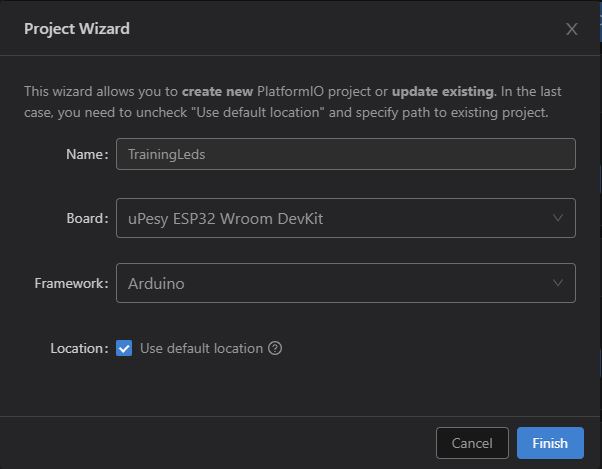 Project Wizard
This wizard allows you to create new PlatformIO project or update existing. In the last
case, you need to uncheck "Use default location" and specify path to existing project.
Name: TrainingLeds
Board: uPesy ESP32 Wroom DevKit
Framework: Arduino
Location: Use default location
Cancel Finish